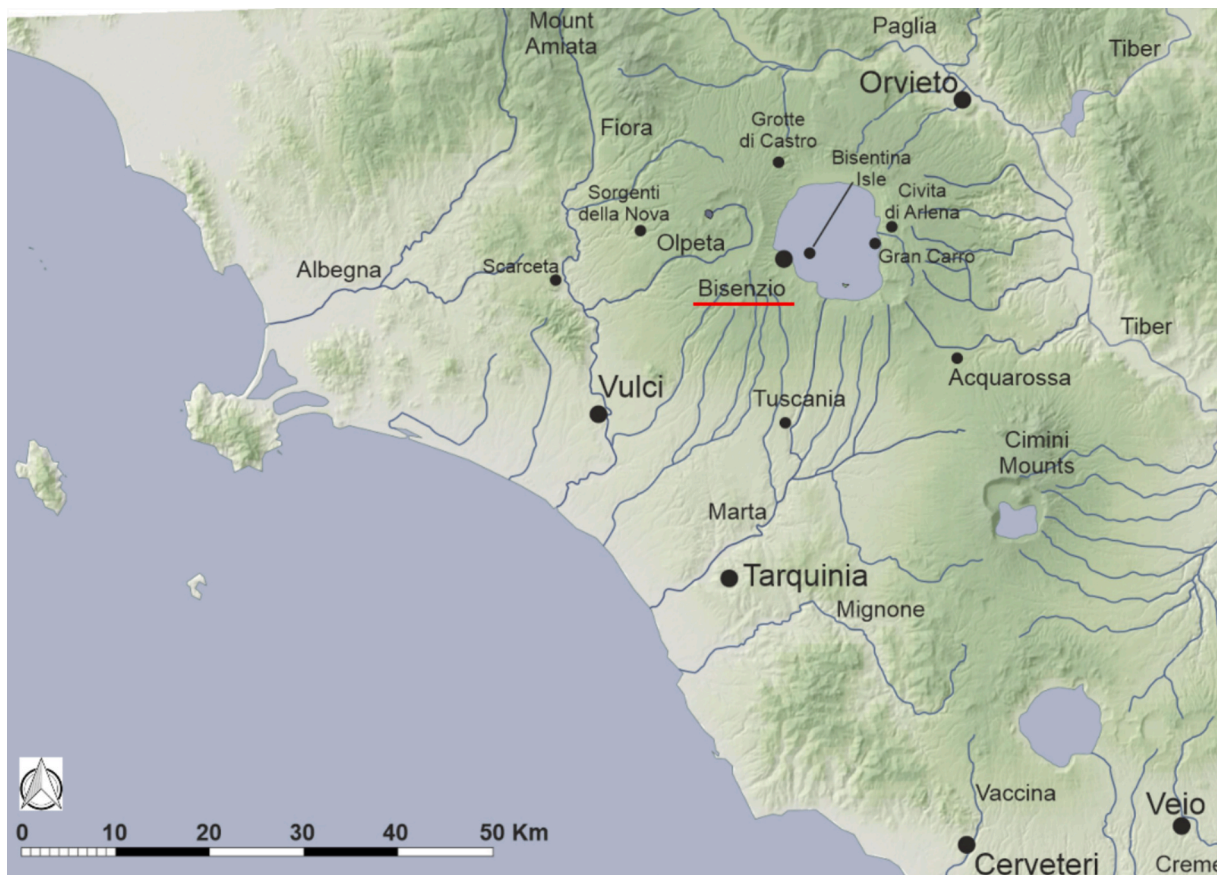 Mount
Amiata
Paglia
Tiber
Orvieto
Grotte
di Castro
Fiora
Bisentina
Isle
Sorgenti
della Nova
Civita
di Arlena
Olpeta
Gran Carro
Albegna
Scarceta
Bisenzio
Tiber
Vulci
Acquarossa
Tuscania
Cimini
Mounts
Marta
Tarquinia
Mignone
Vaccina
Veio
Cerveteri
Creme
0 10 20 30 40 50 Km